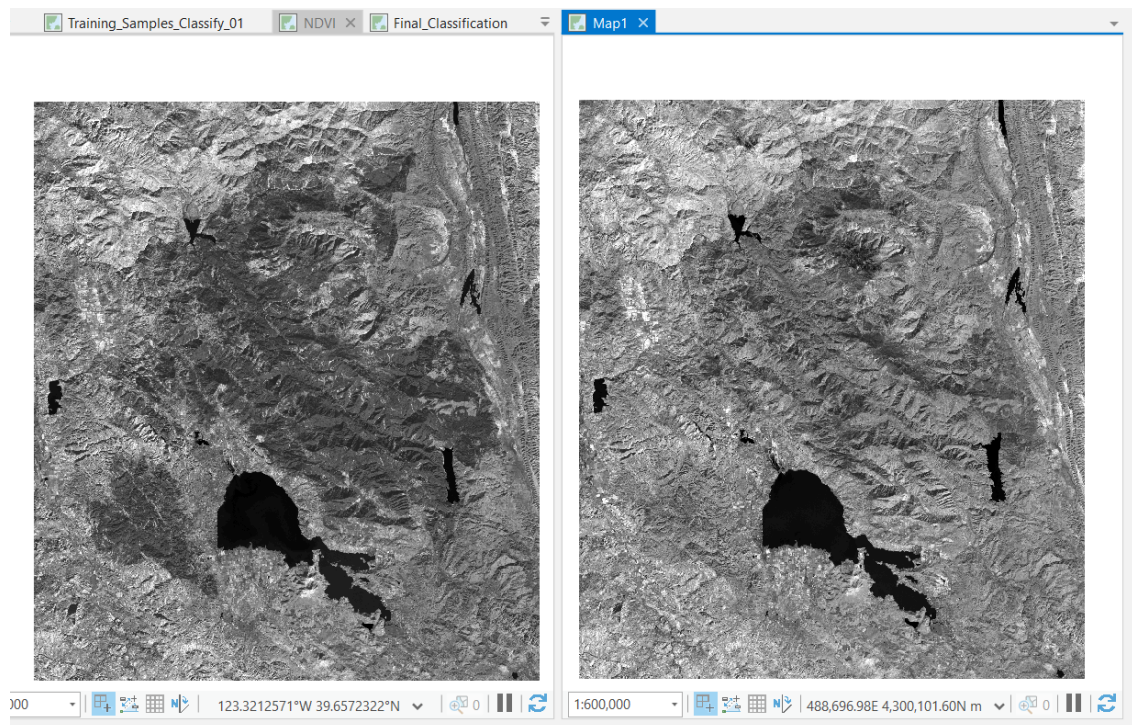 Training_Samples_Classify_01 NDVI Final_Classification Map1
000 123.3212571°W 39.6572322°N 0 1:600,000 488,696.98E 4,300,101.60N m 0